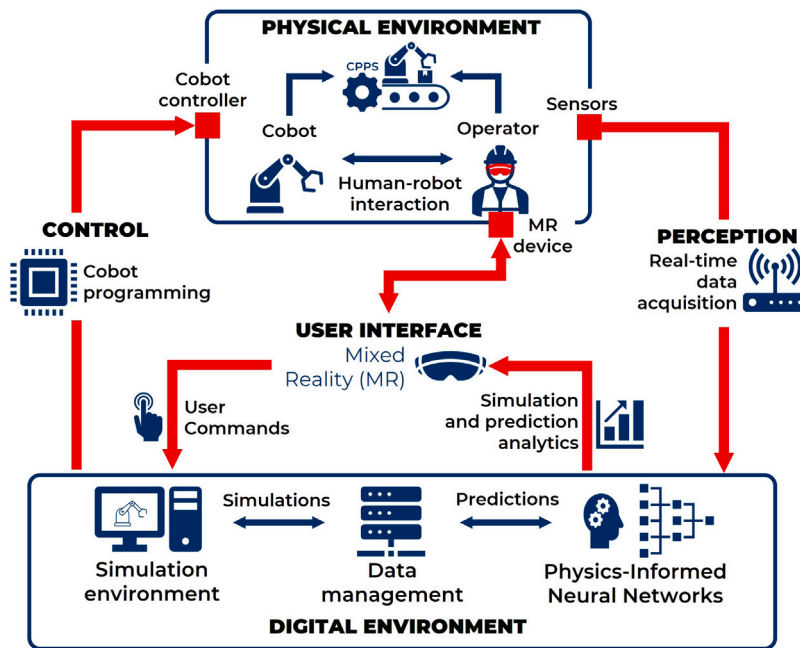 PHYSICAL ENVIRONMENT
CPPS
Cobot
controller
Sensors
Cobot
Operator
Human-robot
interaction
MR
device
CONTROL
Cobot
programming
PERCEPTION
Real-time
data
acquisition
USER INTERFACE
Mixed
Reality (MR)
User
Commands
Simulation
and prediction
analytics
Simulations
Predictions
Simulation
environment
Data
management
Physics-Informed
Neural Networks
DIGITAL ENVIRONMENT